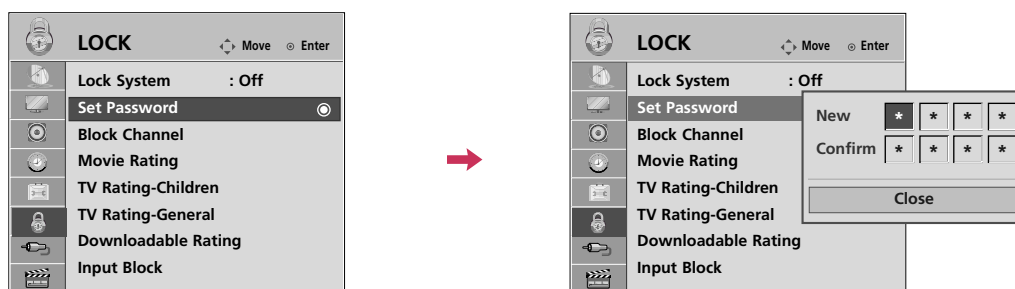 LOCK Move Enter
Lock System : Off
Set Password
Block Channel
Movie Rating
TV Rating-Children
TV Rating-General
Downloadable Rating
Input Block
LOCK Move Enter
Lock System : Off
Set Password
Block Channel
Movie Rating
TV Rating-Children
TV Rating-General
Downloadable Rating
Input Block
New * * * *
Confirm * * * *
Close